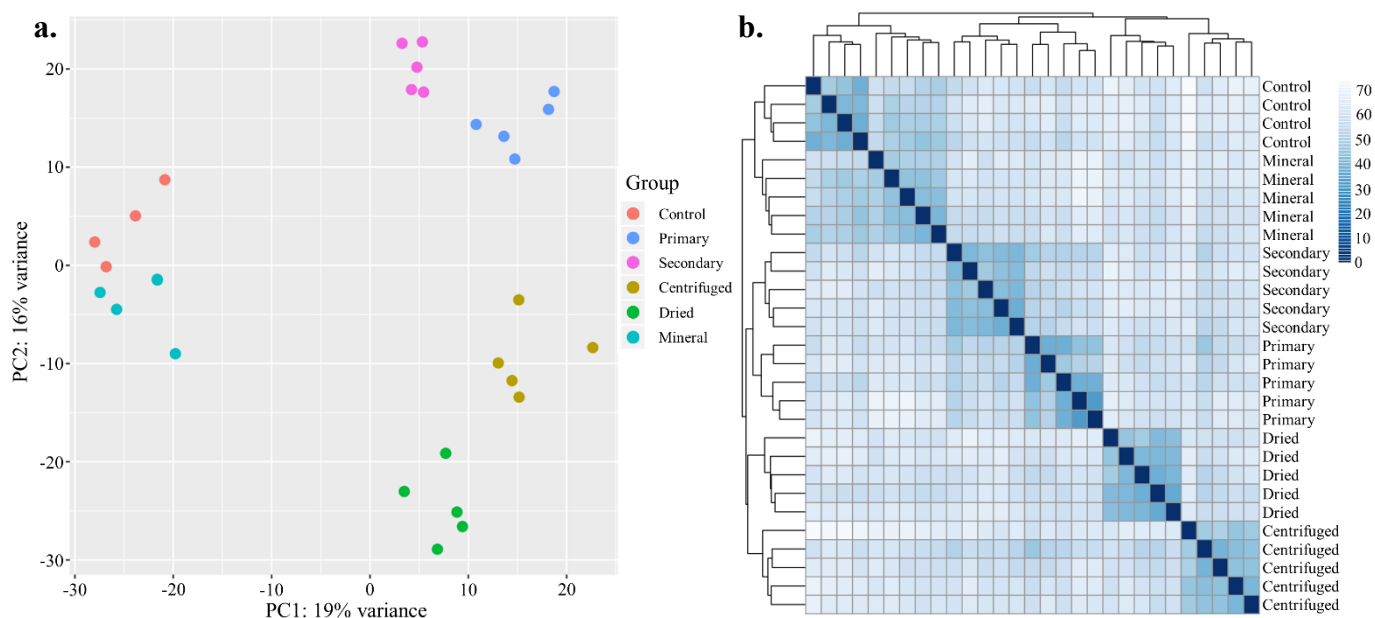 a.
20
10
0
-10
-20
-30
PC2: 16% variance
-30
-20
-10
0
10
20
PC1: 19% variance
Group
Control
Primary
Secondary
Centrifuged
Dried
Mineral
b.
Control
Control
Control
Control
Mineral
Mineral
Mineral
Mineral
Mineral
Secondary
Secondary
Secondary
Secondary
Secondary
Primary
Primary
Primary
Primary
Primary
Dried
Dried
Dried
Dried
Dried
Centrifuged
Centrifuged
Centrifuged
Centrifuged
Centrifuged
70
60
50
40
30
20
10
0